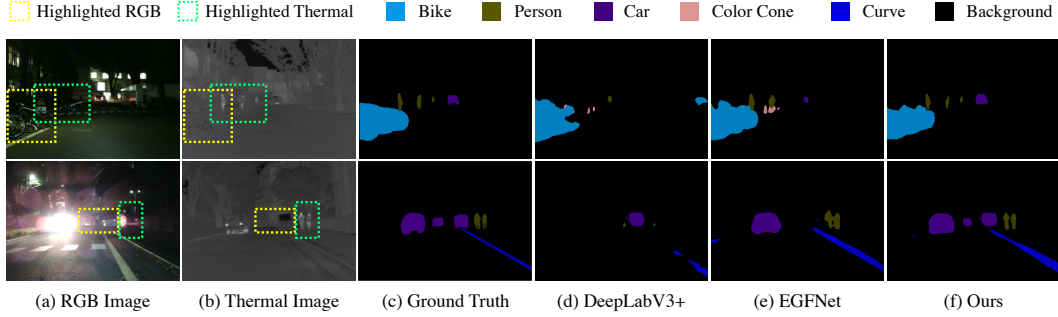 Highlighted RGB Highlighted Thermal Bike Person Car Color Cone Curve Background
(a) RGB Image (b) Thermal Image (c) Ground Truth (d) DeepLabV3+ (e) EGFNet (f) Ours